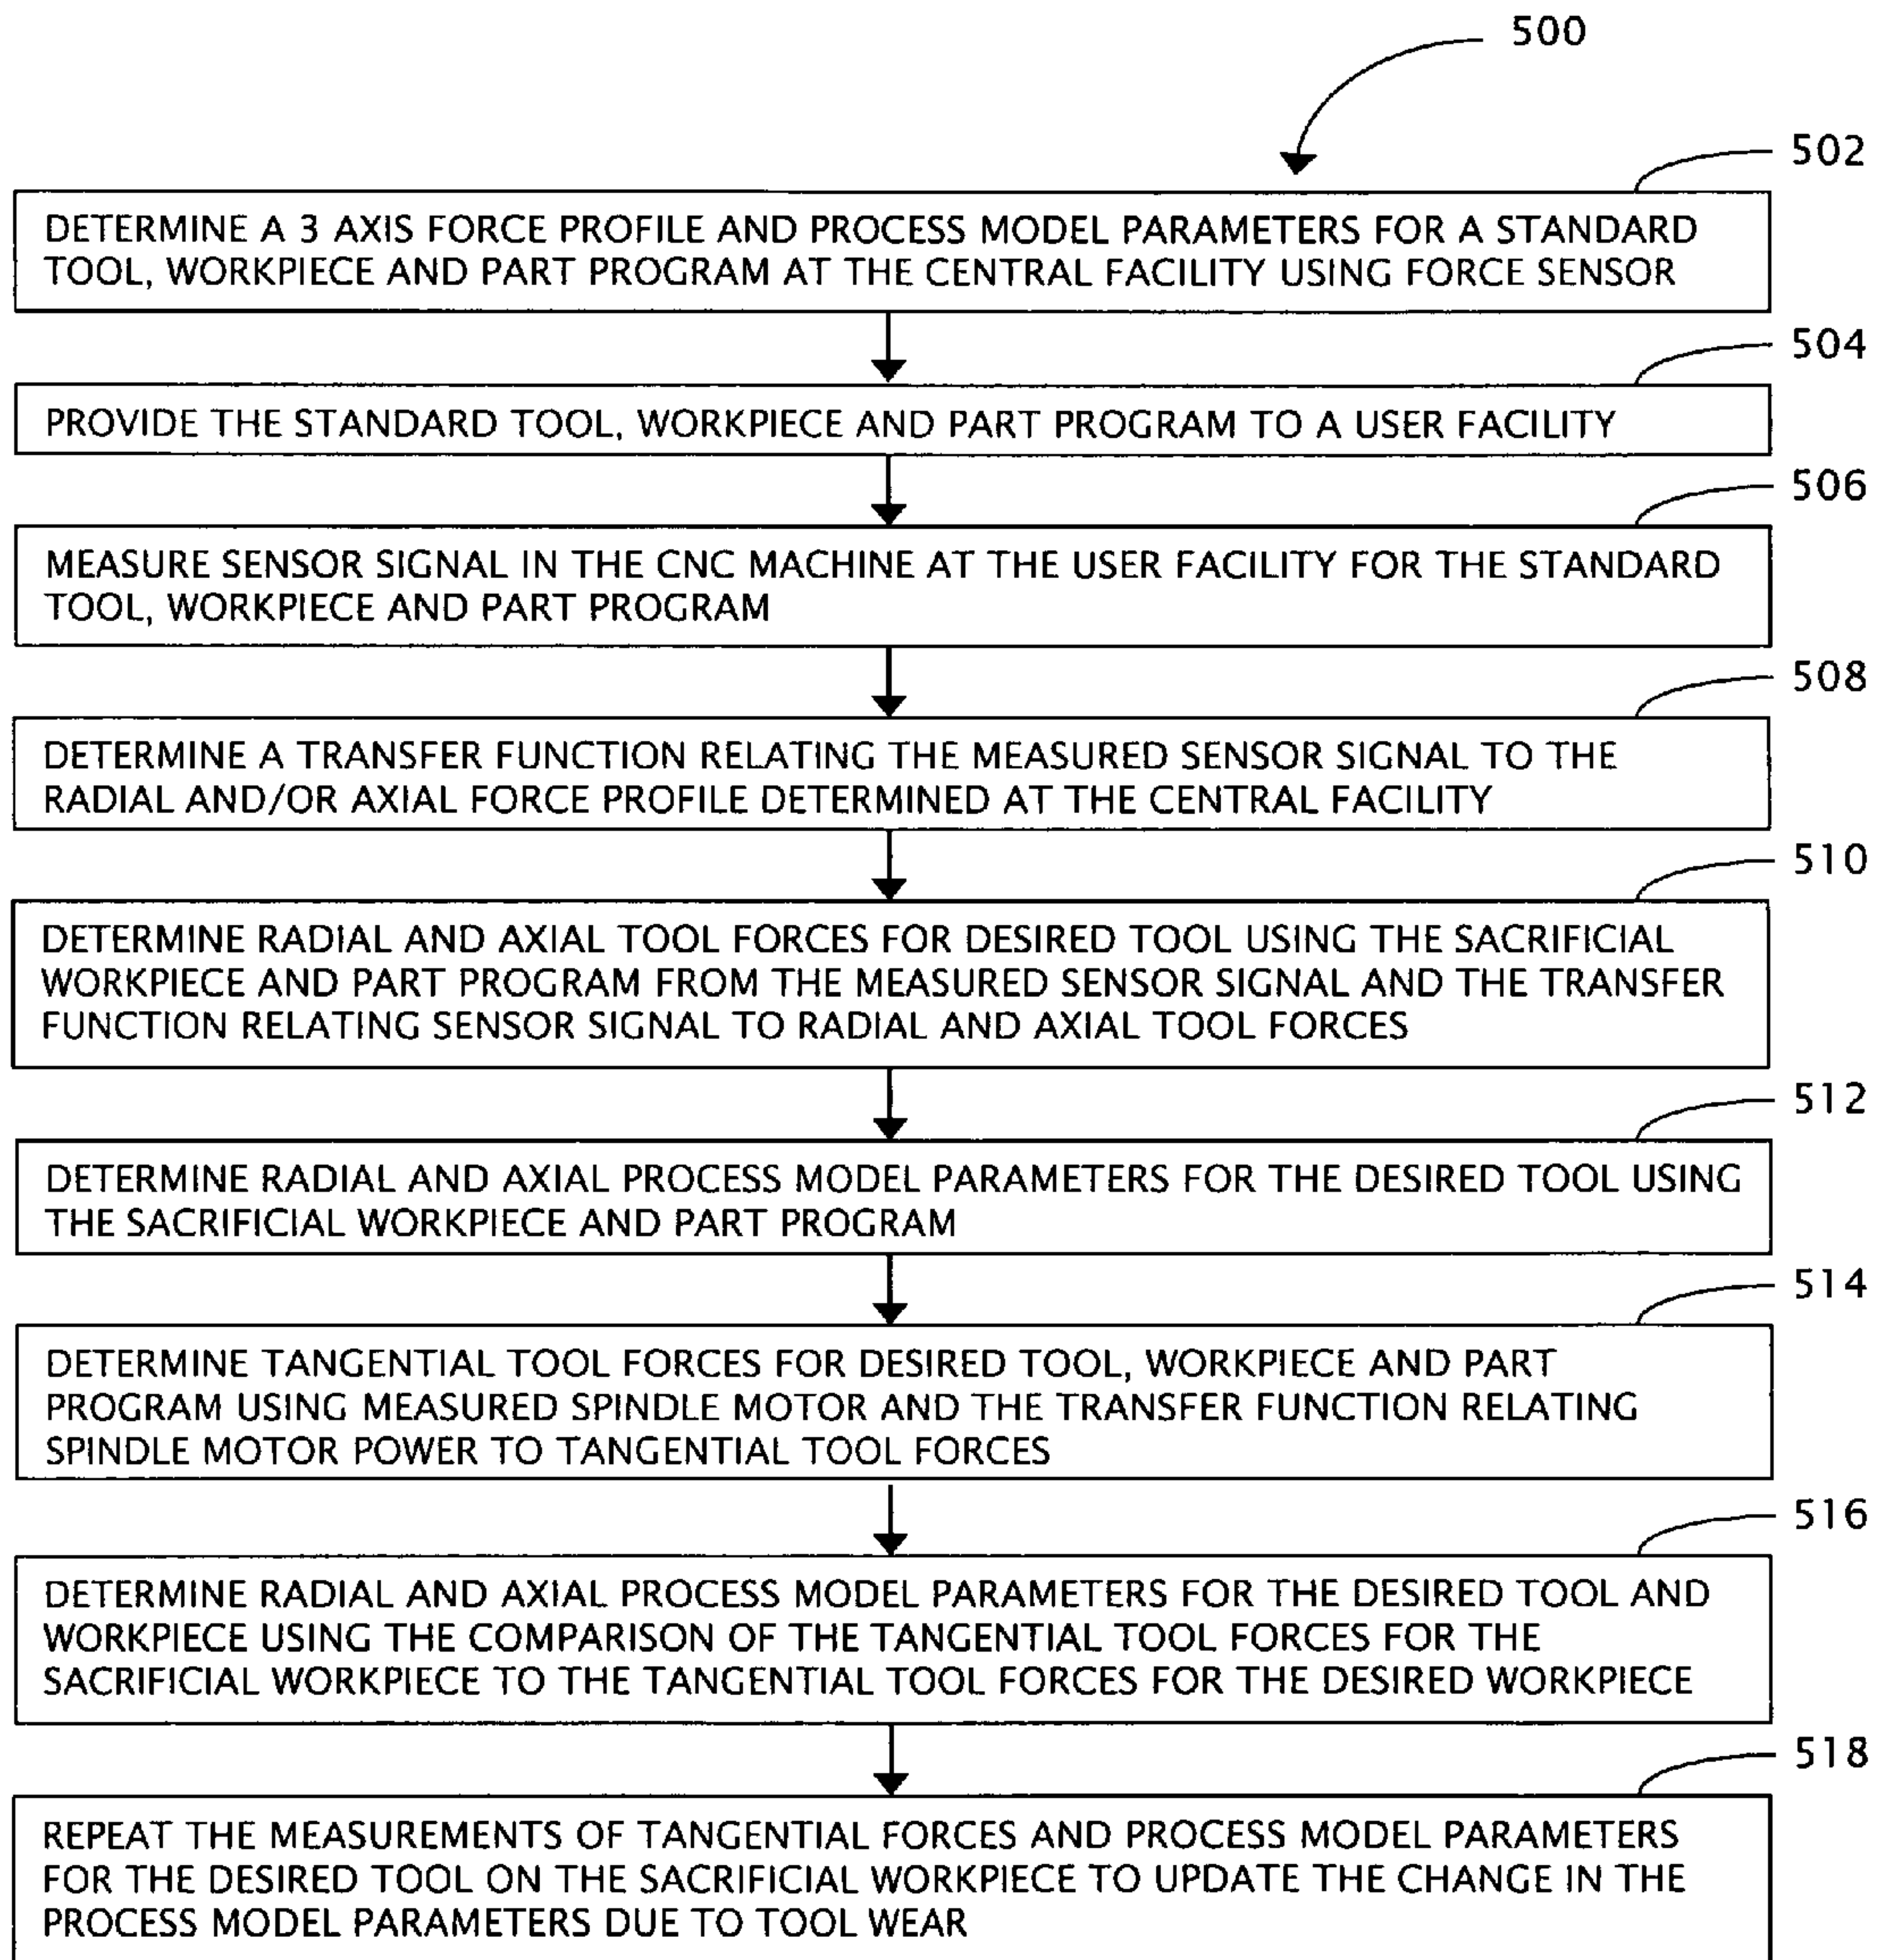 500
502
DETERMINE A 3 AXIS FORCE PROFILE AND PROCESS MODEL PARAMETERS FOR A STANDARD
TOOL, WORKPIECE AND PART PROGRAM AT THE CENTRAL FACILITY USING FORCE SENSOR
504
PROVIDE THE STANDARD TOOL, WORKPIECE AND PART PROGRAM TO A USER FACILITY
506
MEASURE SENSOR SIGNAL IN THE CNC MACHINE AT THE USER FACILITY FOR THE STANDARD
TOOL, WORKPIECE AND PART PROGRAM
508
DETERMINE A TRANSFER FUNCTION RELATING THE MEASURED SENSOR SIGNAL TO THE
RADIAL AND/OR AXIAL FORCE PROFILE DETERMINED AT THE CENTRAL FACILITY
510
DETERMINE RADIAL AND AXIAL TOOL FORCES FOR DESIRED TOOL USING THE SACRIFICIAL
WORKPIECE AND PART PROGRAM FROM THE MEASURED SENSOR SIGNAL AND THE TRANSFER
FUNCTION RELATING SENSOR SIGNAL TO RADIAL AND AXIAL TOOL FORCES
512
DETERMINE RADIAL AND AXIAL PROCESS MODEL PARAMETERS FOR THE DESIRED TOOL USING
THE SACRIFICIAL WORKPIECE AND PART PROGRAM
514
DETERMINE TANGENTIAL TOOL FORCES FOR DESIRED TOOL, WORKPIECE AND PART
PROGRAM USING MEASURED SPINDLE MOTOR AND THE TRANSFER FUNCTION RELATING
SPINDLE MOTOR POWER TO TANGENTIAL TOOL FORCES
516
DETERMINE RADIAL AND AXIAL PROCESS MODEL PARAMETERS FOR THE DESIRED TOOL AND
WORKPIECE USING THE COMPARISON OF THE TANGENTIAL TOOL FORCES FOR THE
SACRIFICIAL WORKPIECE TO THE TANGENTIAL TOOL FORCES FOR THE DESIRED WORKPIECE
518
REPEAT THE MEASUREMENTS OF TANGENTIAL FORCES AND PROCESS MODEL PARAMETERS
FOR THE DESIRED TOOL ON THE SACRIFICIAL WORKPIECE TO UPDATE THE CHANGE IN THE
PROCESS MODEL PARAMETERS DUE TO TOOL WEAR